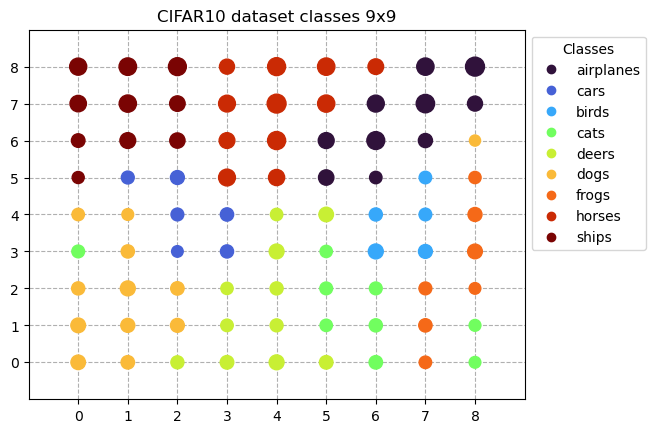 CIFAR10 dataset classes 9x9
8
7
6
5
4
3
2
1
0
0 1 2 3 4 5 6 7 8
Classes
airplanes
cars
birds
cats
deers
dogs
frogs
horses
ships